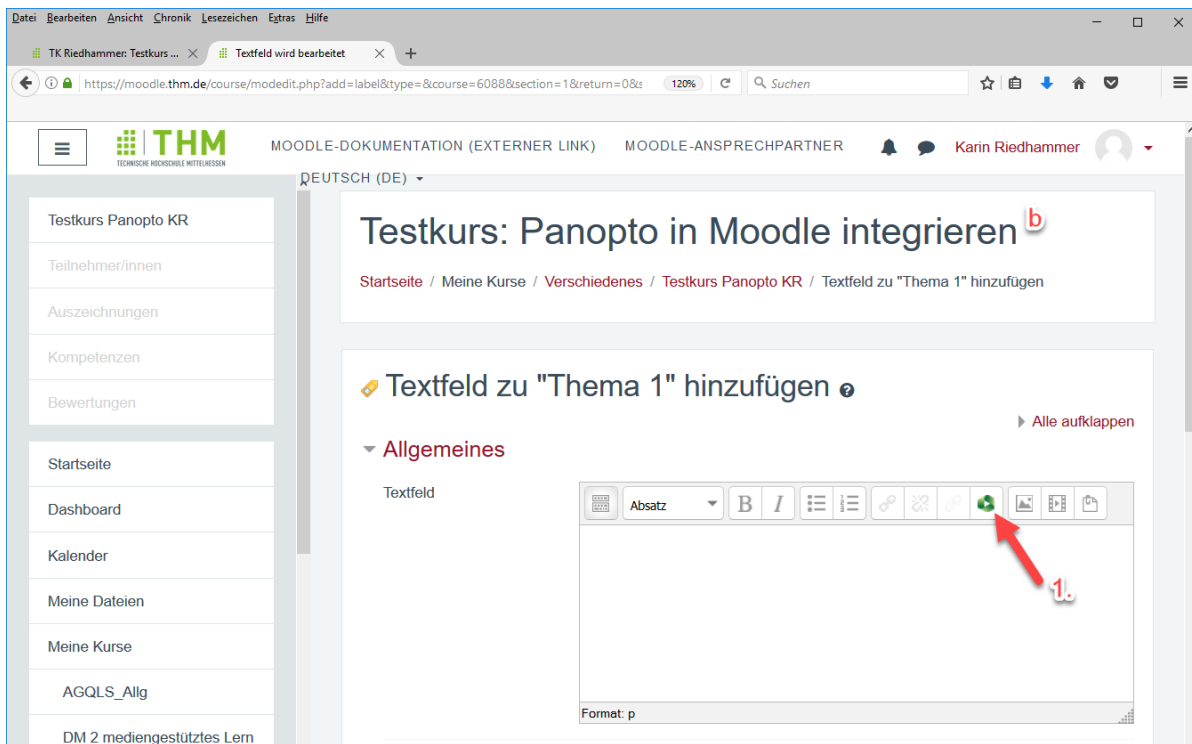 Datei Bearbeiten Ansicht Chronik Lesezeichen Extras Hilfe
TK Riedhammer: Testkurs ... Textfeld wird bearbeitet
https://moodle.thm.de/course/modedit.php?add=label&type=&course=6088&section=1&return=0&s 120% Suchen
THM
TECHNISCHE HOCHSCHULE MITTELHESSEN
MOODLE-DOKUMENTATION (EXTERNER LINK) MOODLE-ANSPRECHPARTNER Karin Riedhammer
DEUTSCH (DE)
Testkurs Panopto KR
Teilnehmer/innen
Auszeichnungen
Kompetenzen
Bewertungen
Startseite
Dashboard
Kalender
Meine Dateien
Meine Kurse
AGQLS_Allg
DM 2 mediengestütztes Lern
Testkurs: Panopto in Moodle integrieren b
Startseite / Meine Kurse / Verschiedenes / Testkurs Panopto KR / Textfeld zu "Thema 1" hinzufügen
Textfeld zu "Thema 1" hinzufügen ?
Alle aufklappen
Allgemeines
Textfeld
Absatz B I
1.
Format: p